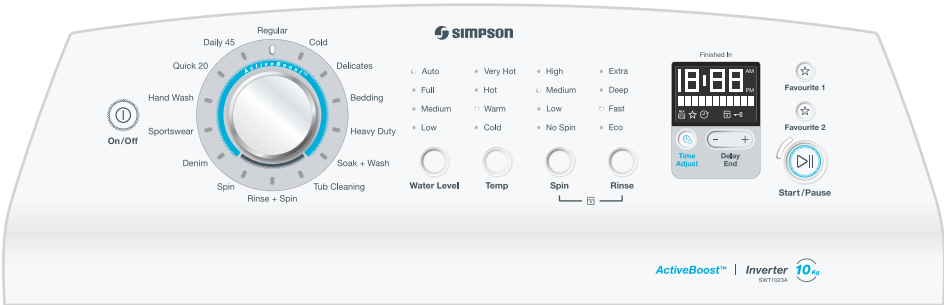 SIMPSON
Regular
Daily 45
Cold
Quick 20
Delicates
Hand Wash
Bedding
Sportswear
Heavy Duty
Denim
Soak + Wash
Spin
Tub Cleaning
Rinse + Spin
ActiveBoost™
On/Off
Auto
Full
Medium
Low
Water Level
Very Hot
Hot
Warm
Cold
Temp
High
Medium
Low
No Spin
Spin
Extra
Deep
Fast
Eco
Rinse
Finished In
18:88
AM
PM
Time
Adjust
- +
Delay
End
Favourite 1
Favourite 2
Start/Pause
ActiveBoost™ | Inverter 10 Kg
SWT1023A